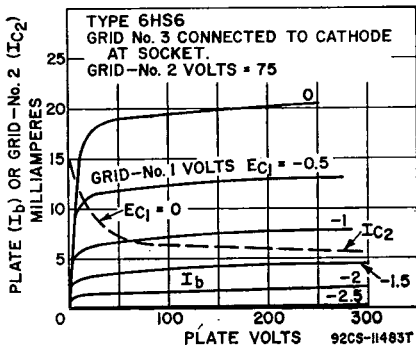 TYPE 6HS6
GRID No. 3 CONNECTED TO CATHODE
AT SOCKET.
GRID-No. 2 VOLTS = 75
PLATE (Ib) OR GRID-No. 2 (IC2)
MILLIAMPERES
20
15
10
5
0
GRID-No. 1 VOLTS EC1 = -0.5
EC1 = 0
-1
IC2
-1.5
Ib
-2
-2.5
0
100
200
300
PLATE VOLTS
92CS-11483T